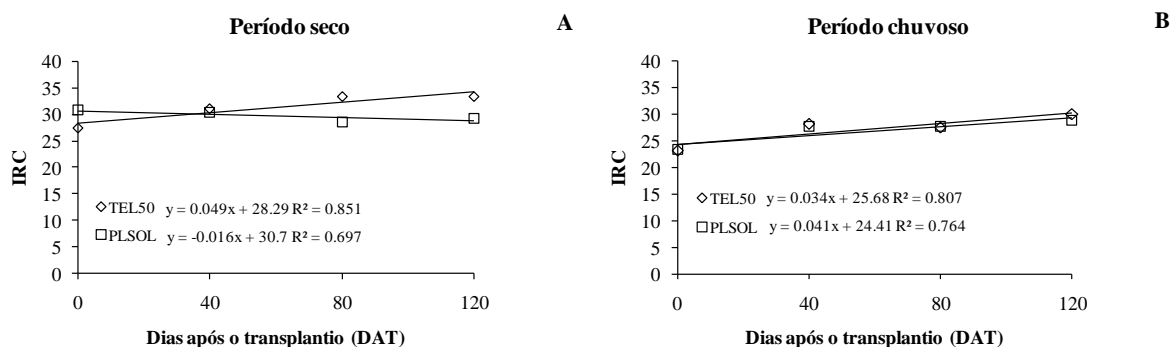 Período seco
A
IRC
40
35
30
25
20
15
10
5
0
TEL50 y = 0.049x + 28.29 R² = 0.851
PLSOL y = -0.016x + 30.7 R² = 0.697
0 40 80 120
Dias após o transplantio (DAT)
Período chuvoso
B
IRC
40
35
30
25
20
15
10
5
0
TEL50 y = 0.034x + 25.68 R² = 0.807
PLSOL y = 0.041x + 24.41 R² = 0.764
0 40 80 120
Dias após o transplantio (DAT)